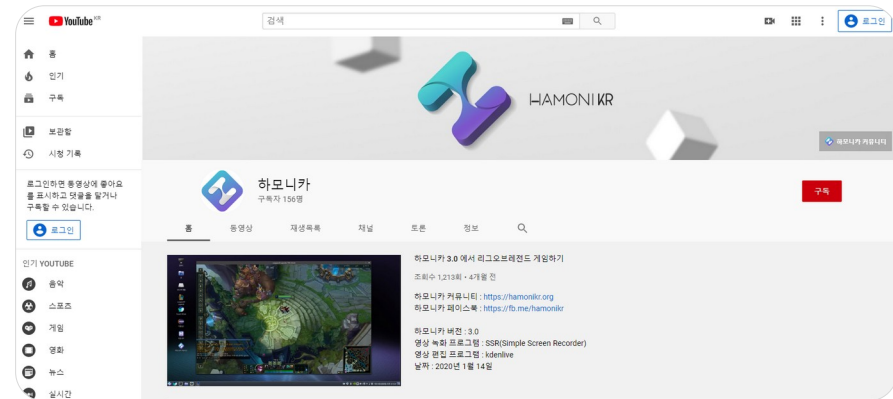 YouTube KR
검색
로그인
홈
인기
구독
보관함
시청 기록
로그인하면 동영상에 좋아요
를 표시하고 댓글을 달거나
구독할 수 있습니다.
로그인
인기 YOUTUBE
음악
스포츠
게임
영화
뉴스
실시간
HAMONIKR
하모니카 커뮤니티
하모니카
구독자 156명
구독
홈 동영상 재생목록 채널 토론 정보
하모니카 3.0 에서 리그오브레전드 게임하기
조회수 1,213회 • 4개월 전
하모니카 커뮤니티 : https://hamonikr.org
하모니카 페이스북 : https://fb.me/hamonikr
하모니카 버전 : 3.0
영상 녹화 프로그램 : SSR(Simple Screen Recorder)
영상 편집 프로그램 : kdenlive
날짜 : 2020년 1월 14일